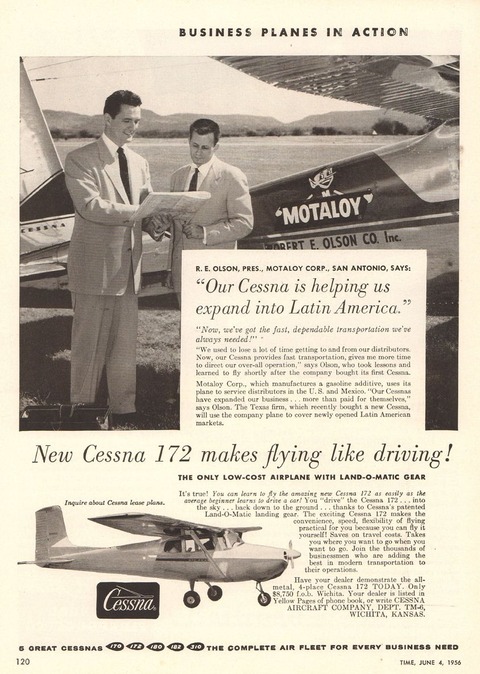 BUSINESS PLANES IN ACTION
CESSNA
"MOTALOY"
ROBERT E. OLSON CO. Inc.
R. E. OLSON, PRES., MOTALOY CORP., SAN ANTONIO, SAYS:
"Our Cessna is helping us
expand into Latin America."
"Now, we've got the fast, dependable transportation we've
always needed!"
"We used to lose a lot of time getting to and from our distributors.
Now, our Cessna provides fast transportation, gives me more time
to direct our over-all operation," says Olson, who took lessons and
learned to fly shortly after the company bought its first Cessna.
Motaloy Corp., which manufactures a gasoline additive, uses its
plane to service distributors in the U. S. and Mexico. "Our Cessnas
have expanded our business . . . more than paid for themselves,"
says Olson. The Texas firm, which recently bought a new Cessna,
will use the company plane to cover newly opened Latin American
markets.
New Cessna 172 makes flying like driving!
THE ONLY LOW-COST AIRPLANE WITH LAND-O-MATIC GEAR
Inquire about Cessna lease plans.
It's true! You can learn to fly the amazing new Cessna 172 as easily as the
average beginner learns to drive a car! You "drive" the Cessna 172 . . . into
the sky . . . back down to the ground . . . thanks to Cessna's patented
Land-O-Matic landing gear. The exciting Cessna 172 makes the
convenience, speed, flexibility of flying
practical for you because you can fly it
yourself! Saves on travel costs. Takes
you where you want to go when you
want to go. Join the thousands of
businessmen who are adding the
best in modern transportation to
their operations.
Have your dealer demonstrate the all-
metal, 4-place Cessna 172 TODAY. Only
$8,750 f.o.b. Wichita. Your dealer is listed in
Yellow Pages of phone book, or write CESSNA
AIRCRAFT COMPANY, DEPT. TM-6,
WICHITA, KANSAS.
Cessna
5 GREAT CESSNAS 170 172 180 182 310 THE COMPLETE AIR FLEET FOR EVERY BUSINESS NEED
120
TIME, JUNE 4, 1956